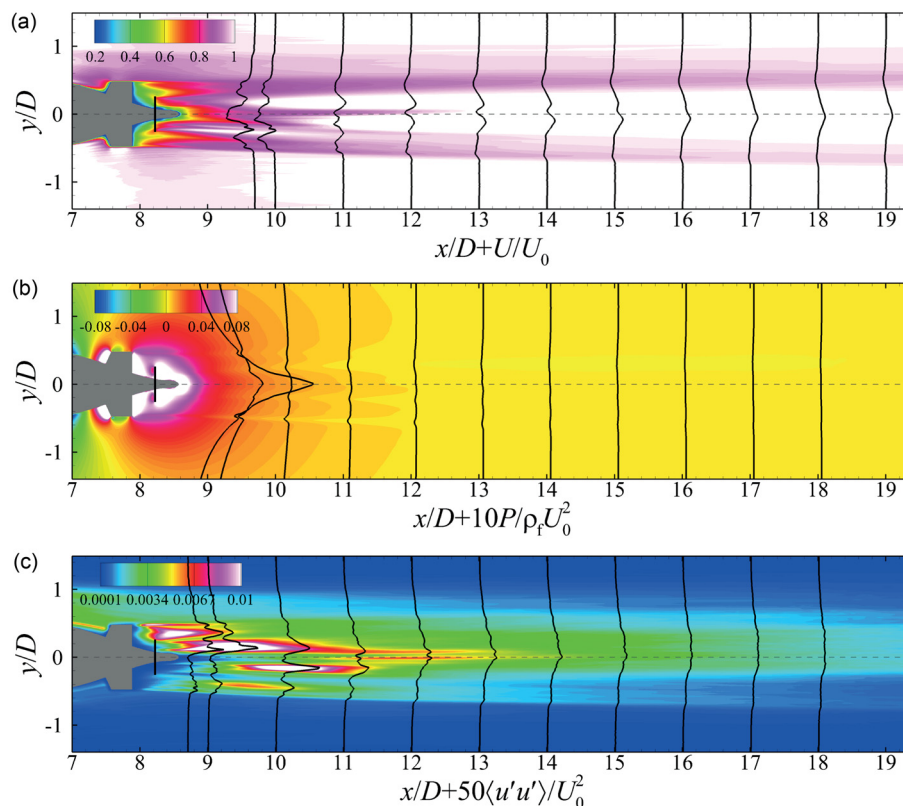 (a)
0.2 0.4 0.6 0.8 1
1
0
-1
y/D
7 8 9 10 11 12 13 14 15 16 17 18 19
x/D+U/U₀
(b)
-0.08 -0.04 0 0.04 0.08
1
0
-1
y/D
7 8 9 10 11 12 13 14 15 16 17 18 19
x/D+10P/ρ_fU₀²
(c)
0.0001 0.0034 0.0067 0.01
1
0
-1
y/D
7 8 9 10 11 12 13 14 15 16 17 18 19
x/D+50⟨u'u'⟩/U₀²